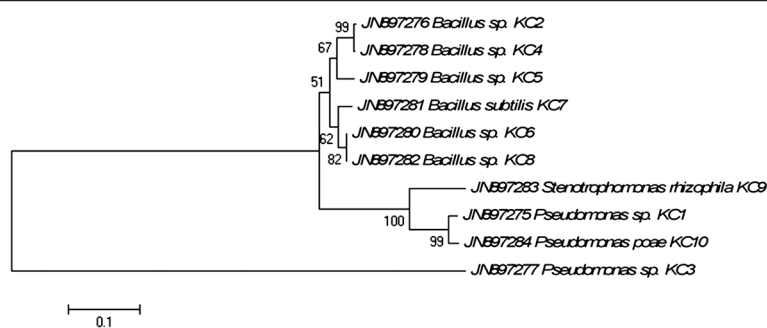 99 JN897276 Bacillus sp. KC2
JN897278 Bacillus sp. KC4
67
JN897279 Bacillus sp. KC5
51
JN897281 Bacillus subtilis KC7
62 JN897280 Bacillus sp. KC6
82 JN897282 Bacillus sp. KC8
JN897283 Stenotrophomonas rhizophila KC9
100 JN897275 Pseudomonas sp. KC1
99 JN897284 Pseudomonas poae KC10
JN897277 Pseudomonas sp. KC3
0.1